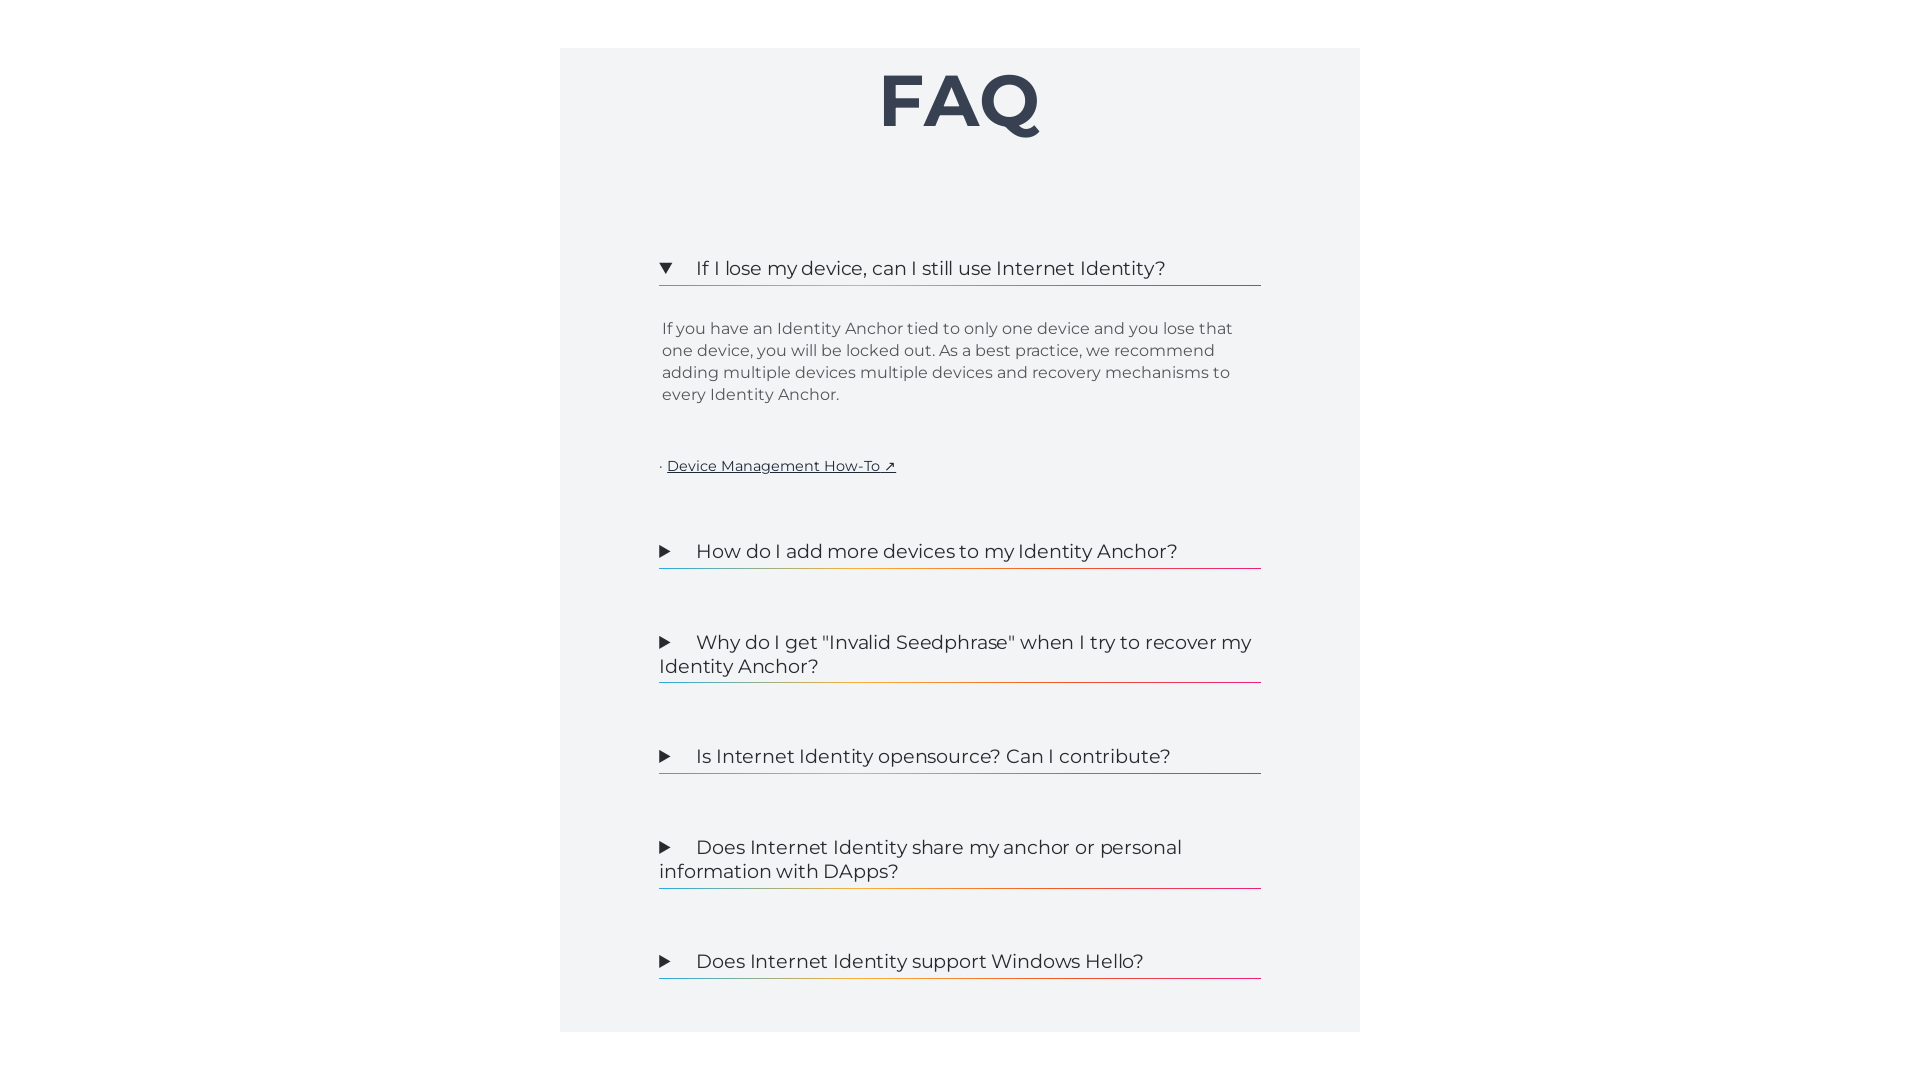 FAQ
▼ If I lose my device, can I still use Internet Identity?
If you have an Identity Anchor tied to only one device and you lose that
one device, you will be locked out. As a best practice, we recommend
adding multiple devices multiple devices and recovery mechanisms to
every Identity Anchor.
· Device Management How-To ↗
▶ How do I add more devices to my Identity Anchor?
▶ Why do I get "Invalid Seedphrase" when I try to recover my
Identity Anchor?
▶ Is Internet Identity opensource? Can I contribute?
▶ Does Internet Identity share my anchor or personal
information with DApps?
▶ Does Internet Identity support Windows Hello?